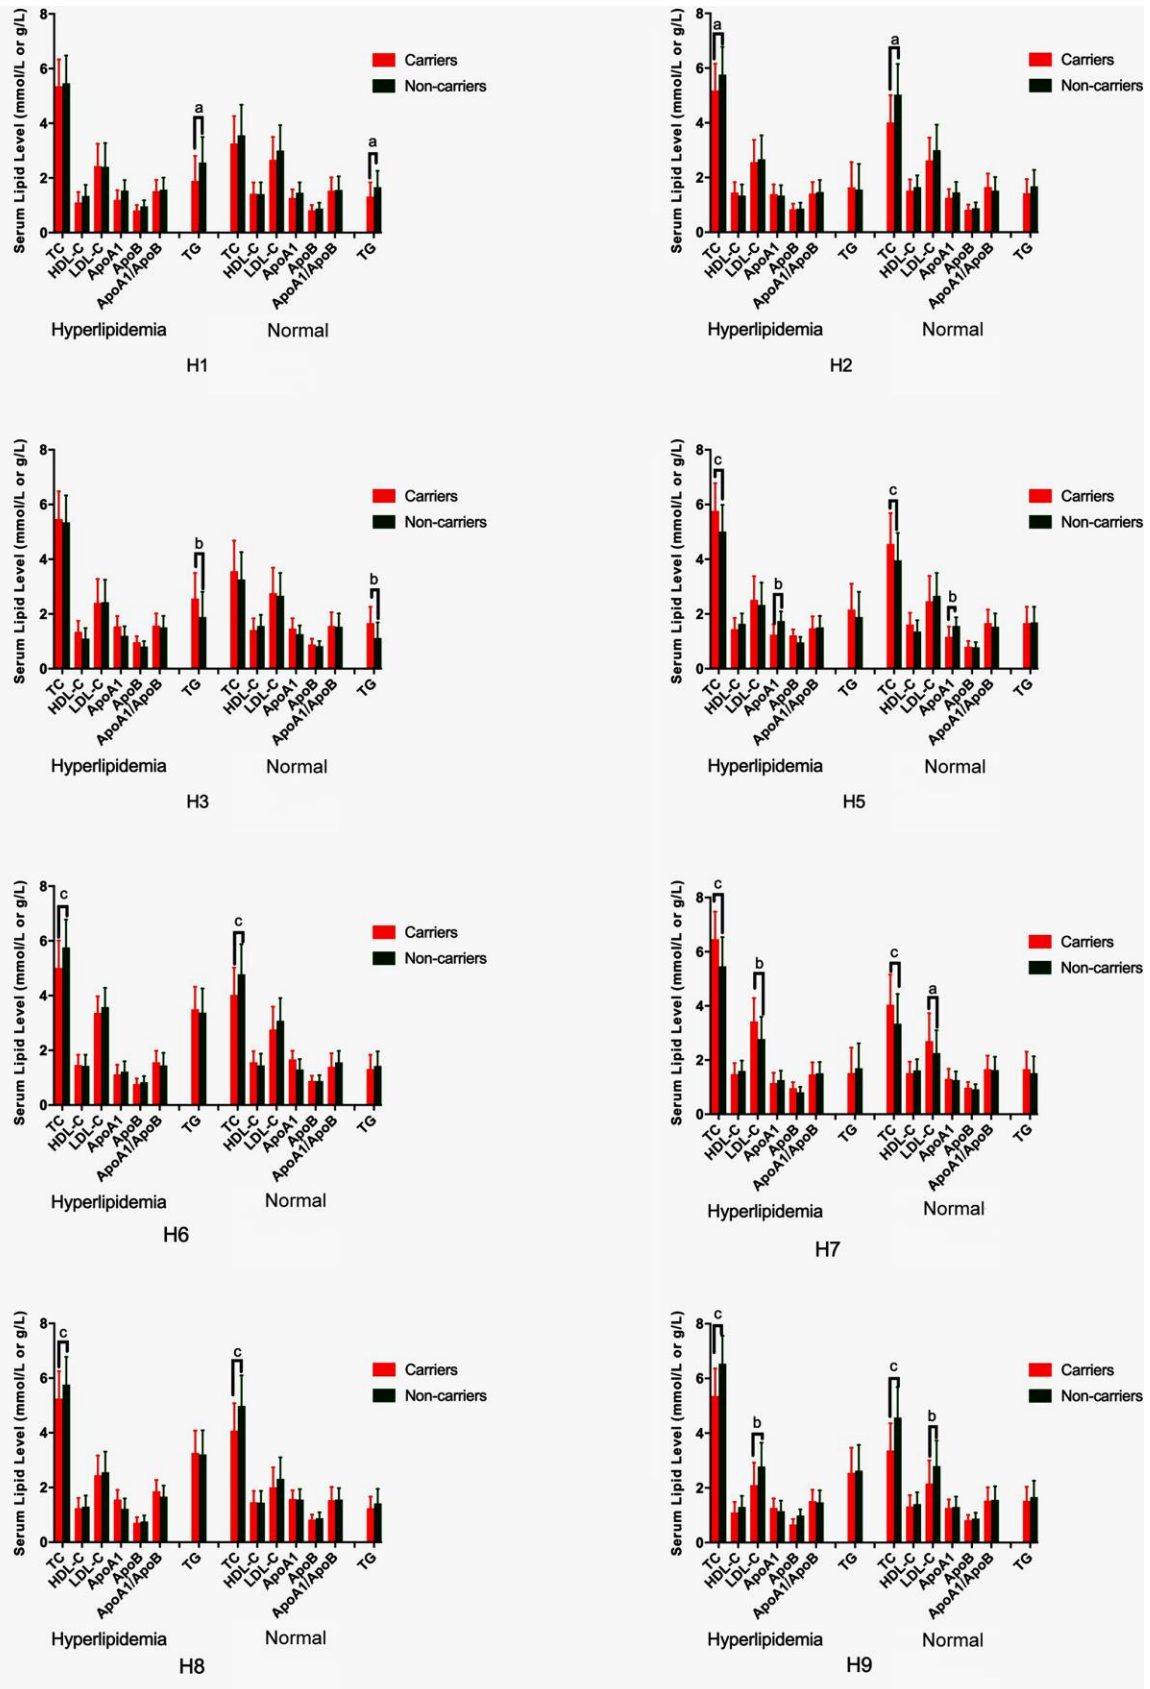 Serum Lipid Level (mmol/L or g/L)
8
6
4
2
0
a
a
Carriers
Non-carriers
TC
HDL-C
LDL-C
ApoA1
ApoB
ApoA1/ApoB
TG
TC
HDL-C
LDL-C
ApoA1
ApoB
ApoA1/ApoB
TG
Hyperlipidemia
Normal
H1
Serum Lipid Level (mmol/L or g/L)
8
6
4
2
0
a
a
Carriers
Non-carriers
TC
HDL-C
LDL-C
ApoA1
ApoB
ApoA1/ApoB
TG
TC
HDL-C
LDL-C
ApoA1
ApoB
ApoA1/ApoB
TG
Hyperlipidemia
Normal
H2
Serum Lipid Level (mmol/L or g/L)
8
6
4
2
0
b
b
Carriers
Non-carriers
TC
HDL-C
LDL-C
ApoA1
ApoB
ApoA1/ApoB
TG
TC
HDL-C
LDL-C
ApoA1
ApoB
ApoA1/ApoB
TG
Hyperlipidemia
Normal
H3
Serum Lipid Level (mmol/L or g/L)
8
6
4
2
0
c
b
c
b
Carriers
Non-carriers
TC
HDL-C
LDL-C
ApoA1
ApoB
ApoA1/ApoB
TG
TC
HDL-C
LDL-C
ApoA1
ApoB
ApoA1/ApoB
TG
Hyperlipidemia
Normal
H5
Serum Lipid Level (mmol/L or g/L)
8
6
4
2
0
c
c
Carriers
Non-carriers
TC
HDL-C
LDL-C
ApoA1
ApoB
ApoA1/ApoB
TG
TC
HDL-C
LDL-C
ApoA1
ApoB
ApoA1/ApoB
TG
Hyperlipidemia
Normal
H6
Serum Lipid Level (mmol/L or g/L)
8
6
4
2
0
c
b
c
a
Carriers
Non-carriers
TC
HDL-C
LDL-C
ApoA1
ApoB
ApoA1/ApoB
TG
TC
HDL-C
LDL-C
ApoA1
ApoB
ApoA1/ApoB
TG
Hyperlipidemia
Normal
H7
Serum Lipid Level (mmol/L or g/L)
8
6
4
2
0
c
c
Carriers
Non-carriers
TC
HDL-C
LDL-C
ApoA1
ApoB
ApoA1/ApoB
TG
TC
HDL-C
LDL-C
ApoA1
ApoB
ApoA1/ApoB
TG
Hyperlipidemia
Normal
H8
Serum Lipid Level (mmol/L or g/L)
8
6
4
2
0
c
b
c
b
Carriers
Non-carriers
TC
HDL-C
LDL-C
ApoA1
ApoB
ApoA1/ApoB
TG
TC
HDL-C
LDL-C
ApoA1
ApoB
ApoA1/ApoB
TG
Hyperlipidemia
Normal
H9